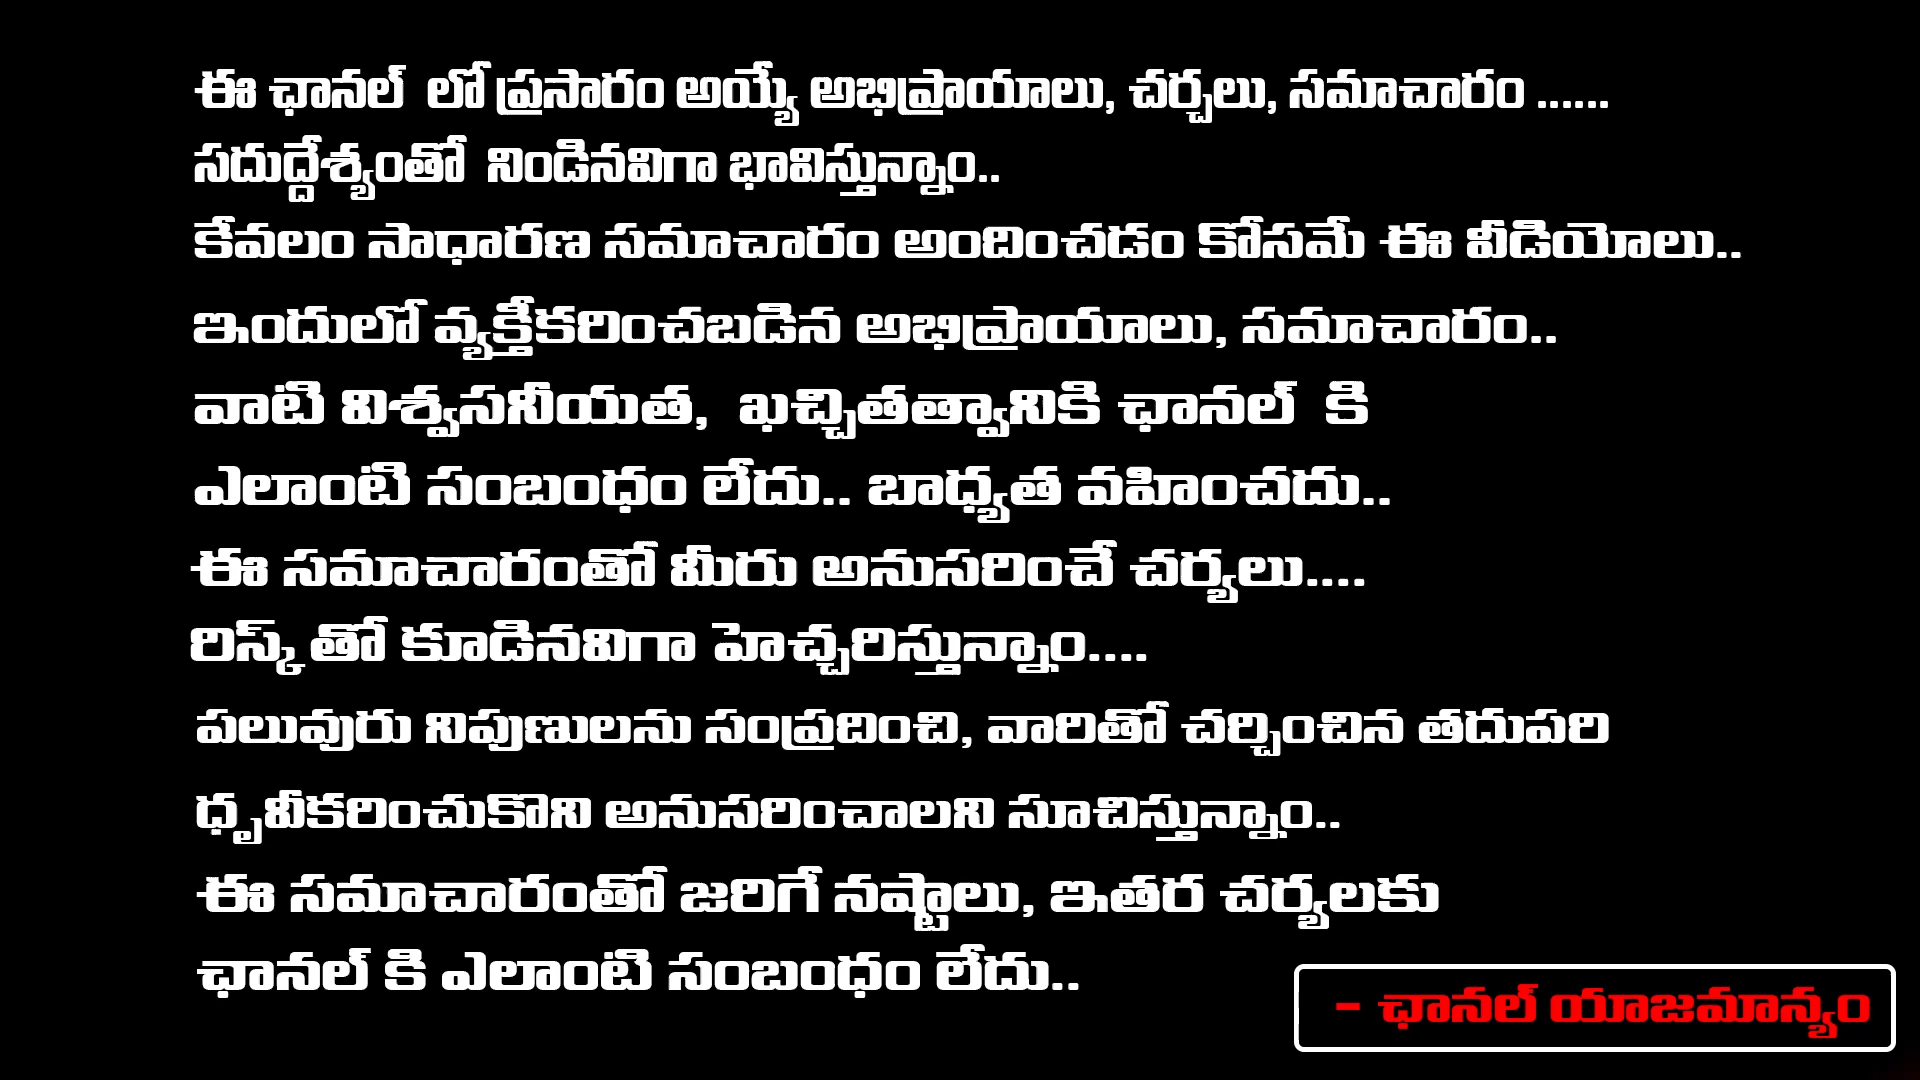 ఈ ఛానల్ లో ప్రసారం అయ్యే అభిప్రాయాలు, చర్చలు, సమాచారం ......
సదుద్దేశ్యంతో నిండినవిగా భావిస్తున్నాం..
కేవలం సాధారణ సమాచారం అందించడం కోసమే ఈ వీడియోలు..
ఇందులో వ్యక్తీకరించబడిన అభిప్రాయాలు, సమాచారం..
వాటి విశ్వసనీయత, ఖచ్చితత్వానికి ఛానల్ కి
ఎలాంటి సంబంధం లేదు.. బాధ్యత వహించదు..
ఈ సమాచారంతో మీరు అనుసరించే చర్యలు....
రిస్క్ తో కూడినవిగా హెచ్చరిస్తున్నాం....
పలువురు నిపుణులను సంప్రదించి, వారితో చర్చించిన తదుపరి
ధృవీకరించుకొని అనుసరించాలని సూచిస్తున్నాం..
ఈ సమాచారంతో జరిగే నష్టాలు, ఇతర చర్యలకు
ఛానల్ కి ఎలాంటి సంబంధం లేదు..
- ఛానల్ యాజమాన్యం